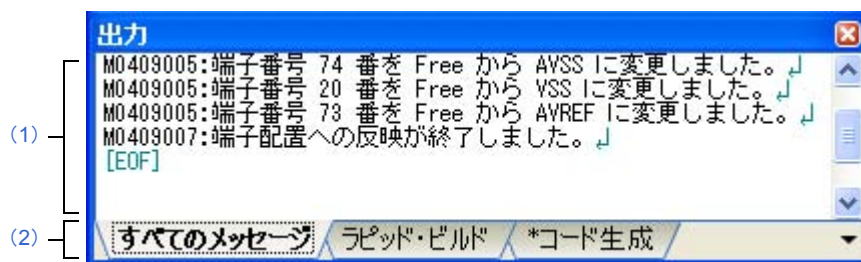 出力
(1)
M0409005:端子番号 74 番を Free から AVSS に変更しました。↲
M0409005:端子番号 20 番を Free から VSS に変更しました。↲
M0409005:端子番号 73 番を Free から AVREF に変更しました。↲
M0409007:端子配置への反映が終了しました。↲
[EOF]
(2)
すべてのメッセージ ラピッド・ビルド *コード生成